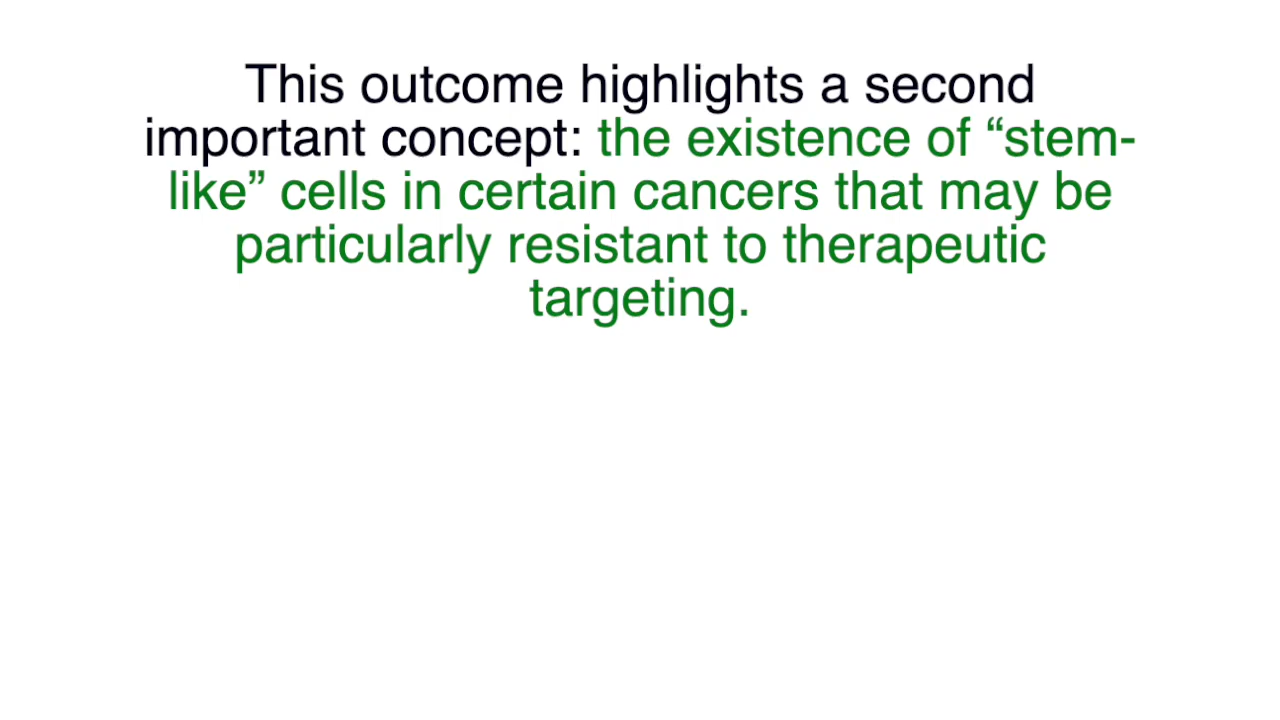 This outcome highlights a second
important concept: the existence of “stem-
like” cells in certain cancers that may be
particularly resistant to therapeutic
targeting.